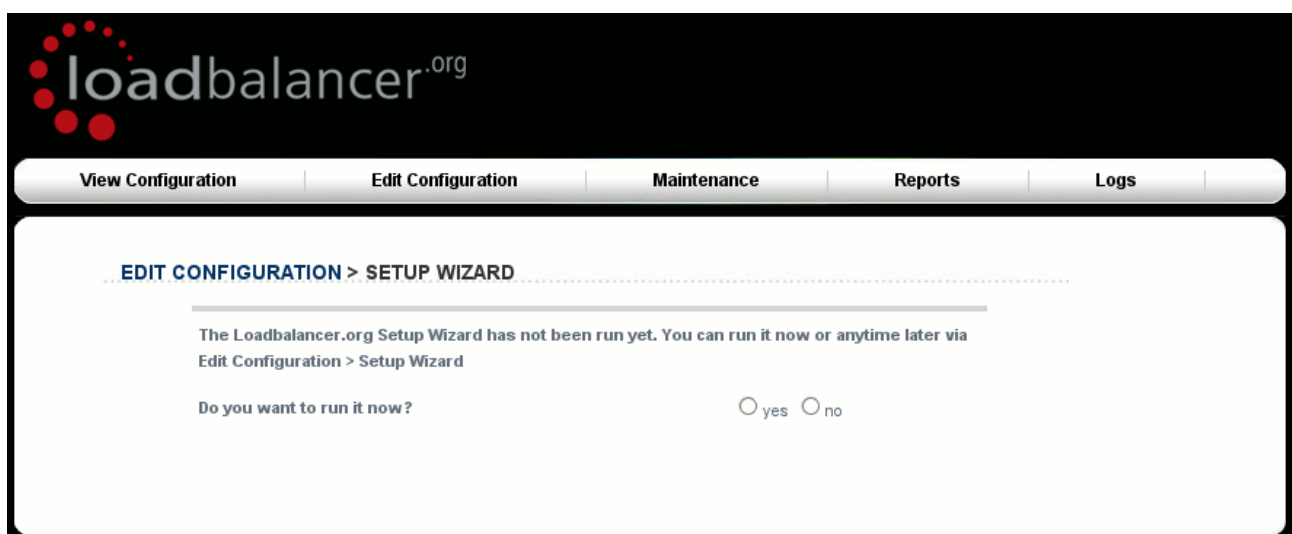 loadbalancer.org
View Configuration Edit Configuration Maintenance Reports Logs
EDIT CONFIGURATION > SETUP WIZARD
The Loadbalancer.org Setup Wizard has not been run yet. You can run it now or anytime later via
Edit Configuration > Setup Wizard
Do you want to run it now? yes no